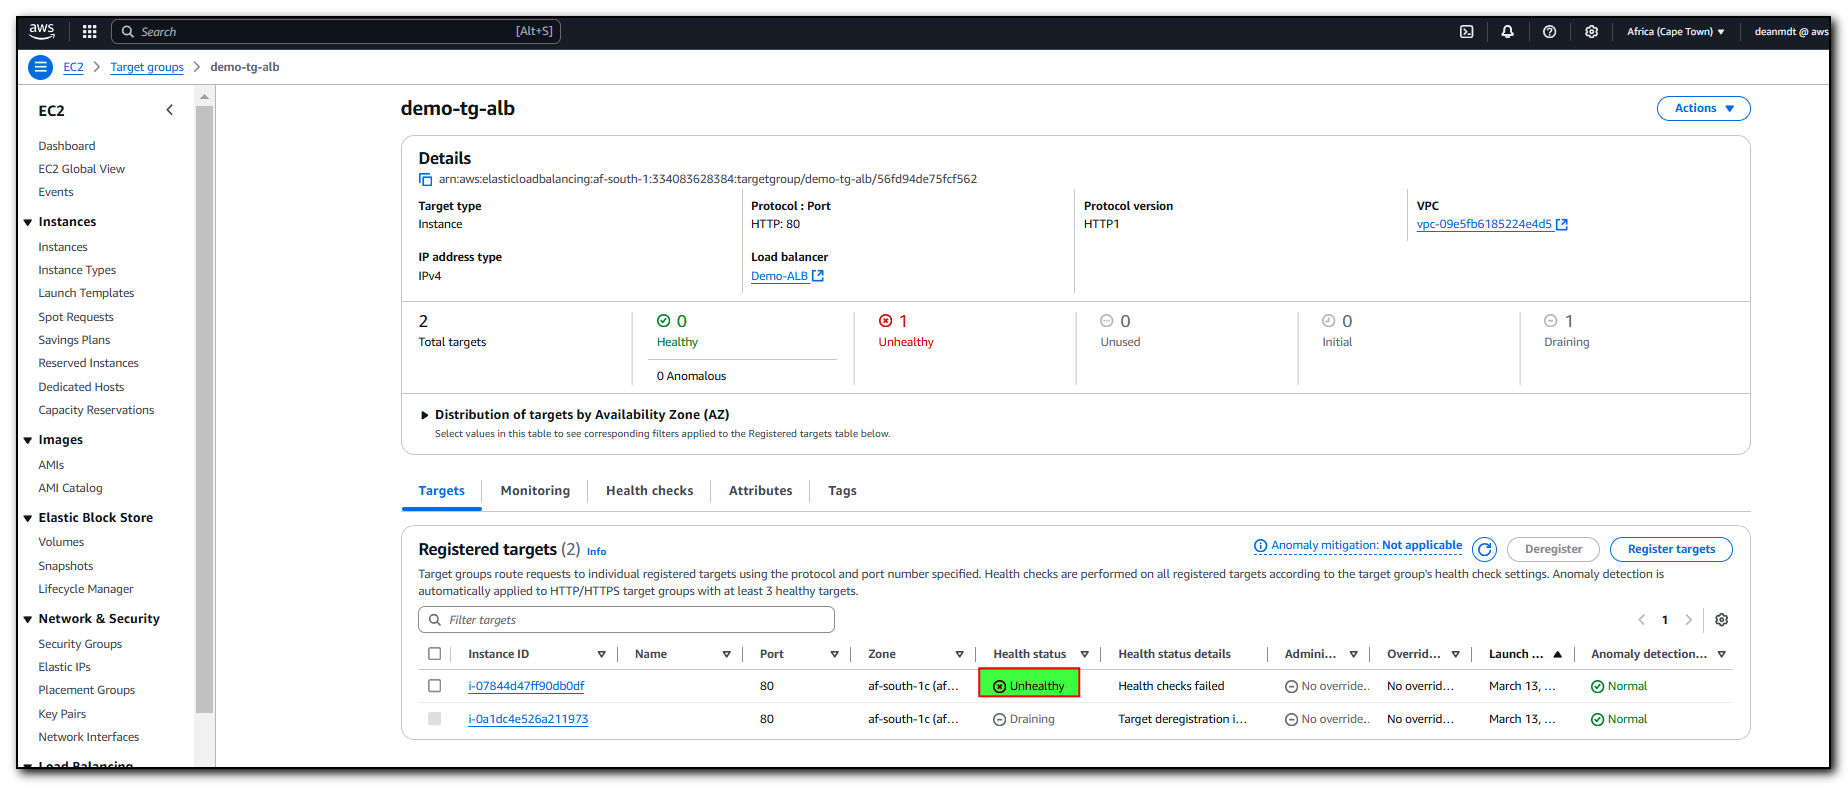 aws
Search [Alt+S]
Africa (Cape Town)
deanmdt @ aws
EC2 Target groups demo-tg-alb
EC2
Dashboard
EC2 Global View
Events
Instances
Instances
Instance Types
Launch Templates
Spot Requests
Savings Plans
Reserved Instances
Dedicated Hosts
Capacity Reservations
Images
AMIs
AMI Catalog
Elastic Block Store
Volumes
Snapshots
Lifecycle Manager
Network & Security
Security Groups
Elastic IPs
Placement Groups
Key Pairs
Network Interfaces
Load Balancing
demo-tg-alb
Actions
Details
arn:aws:elasticloadbalancing:af-south-1:334083628384:targetgroup/demo-tg-alb/56fd94de75fcf562
Target type
Instance
Protocol : Port
HTTP: 80
Protocol version
HTTP1
VPC
vpc-09e5fb6185224e4d5
IP address type
IPv4
Load balancer
Demo-ALB
2
Total targets
0
Healthy
0 Anomalous
1
Unhealthy
0
Unused
0
Initial
1
Draining
Distribution of targets by Availability Zone (AZ)
Select values in this table to see corresponding filters applied to the Registered targets table below.
Targets Monitoring Health checks Attributes Tags
Registered targets (2) Info
Anomaly mitigation: Not applicable
Deregister
Register targets
Target groups route requests to individual registered targets using the protocol and port number specified. Health checks are performed on all registered targets according to the target group's health check settings. Anomaly detection is
automatically applied to HTTP/HTTPS target groups with at least 3 healthy targets.
Filter targets
1
Instance ID Name Port Zone Health status Health status details Admini... Overrid... Launch ... Anomaly detection...
i-07844d47ff90db0df 80 af-south-1c (af... Unhealthy Health checks failed No override.. No overrid... March 13, ... Normal
i-0a1dc4e526a211973 80 af-south-1c (af... Draining Target deregistration i... No override.. No overrid... March 13, ... Normal